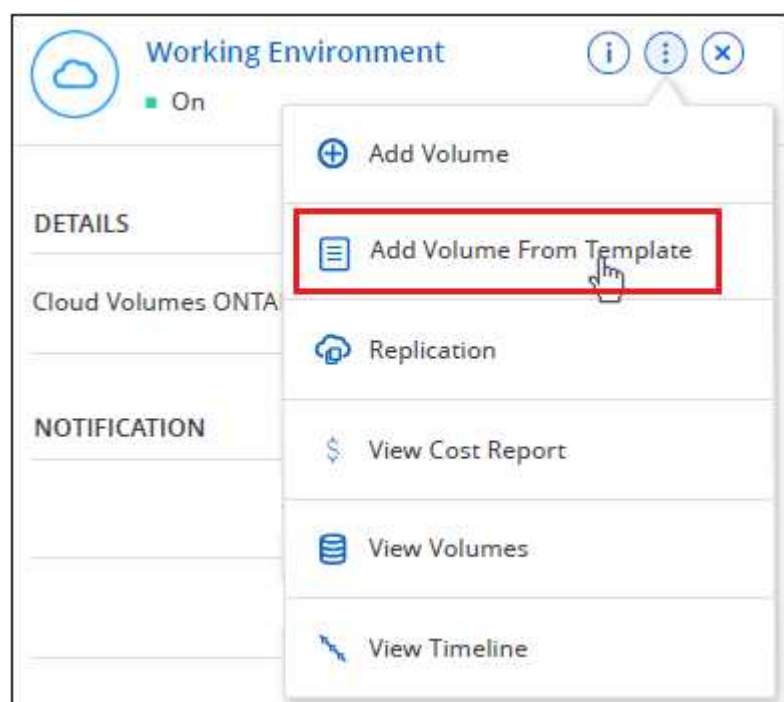 Working Environment
On
Add Volume
DETAILS
Add Volume From Template
Cloud Volumes ONTA
Replication
NOTIFICATION
$ View Cost Report
View Volumes
View Timeline